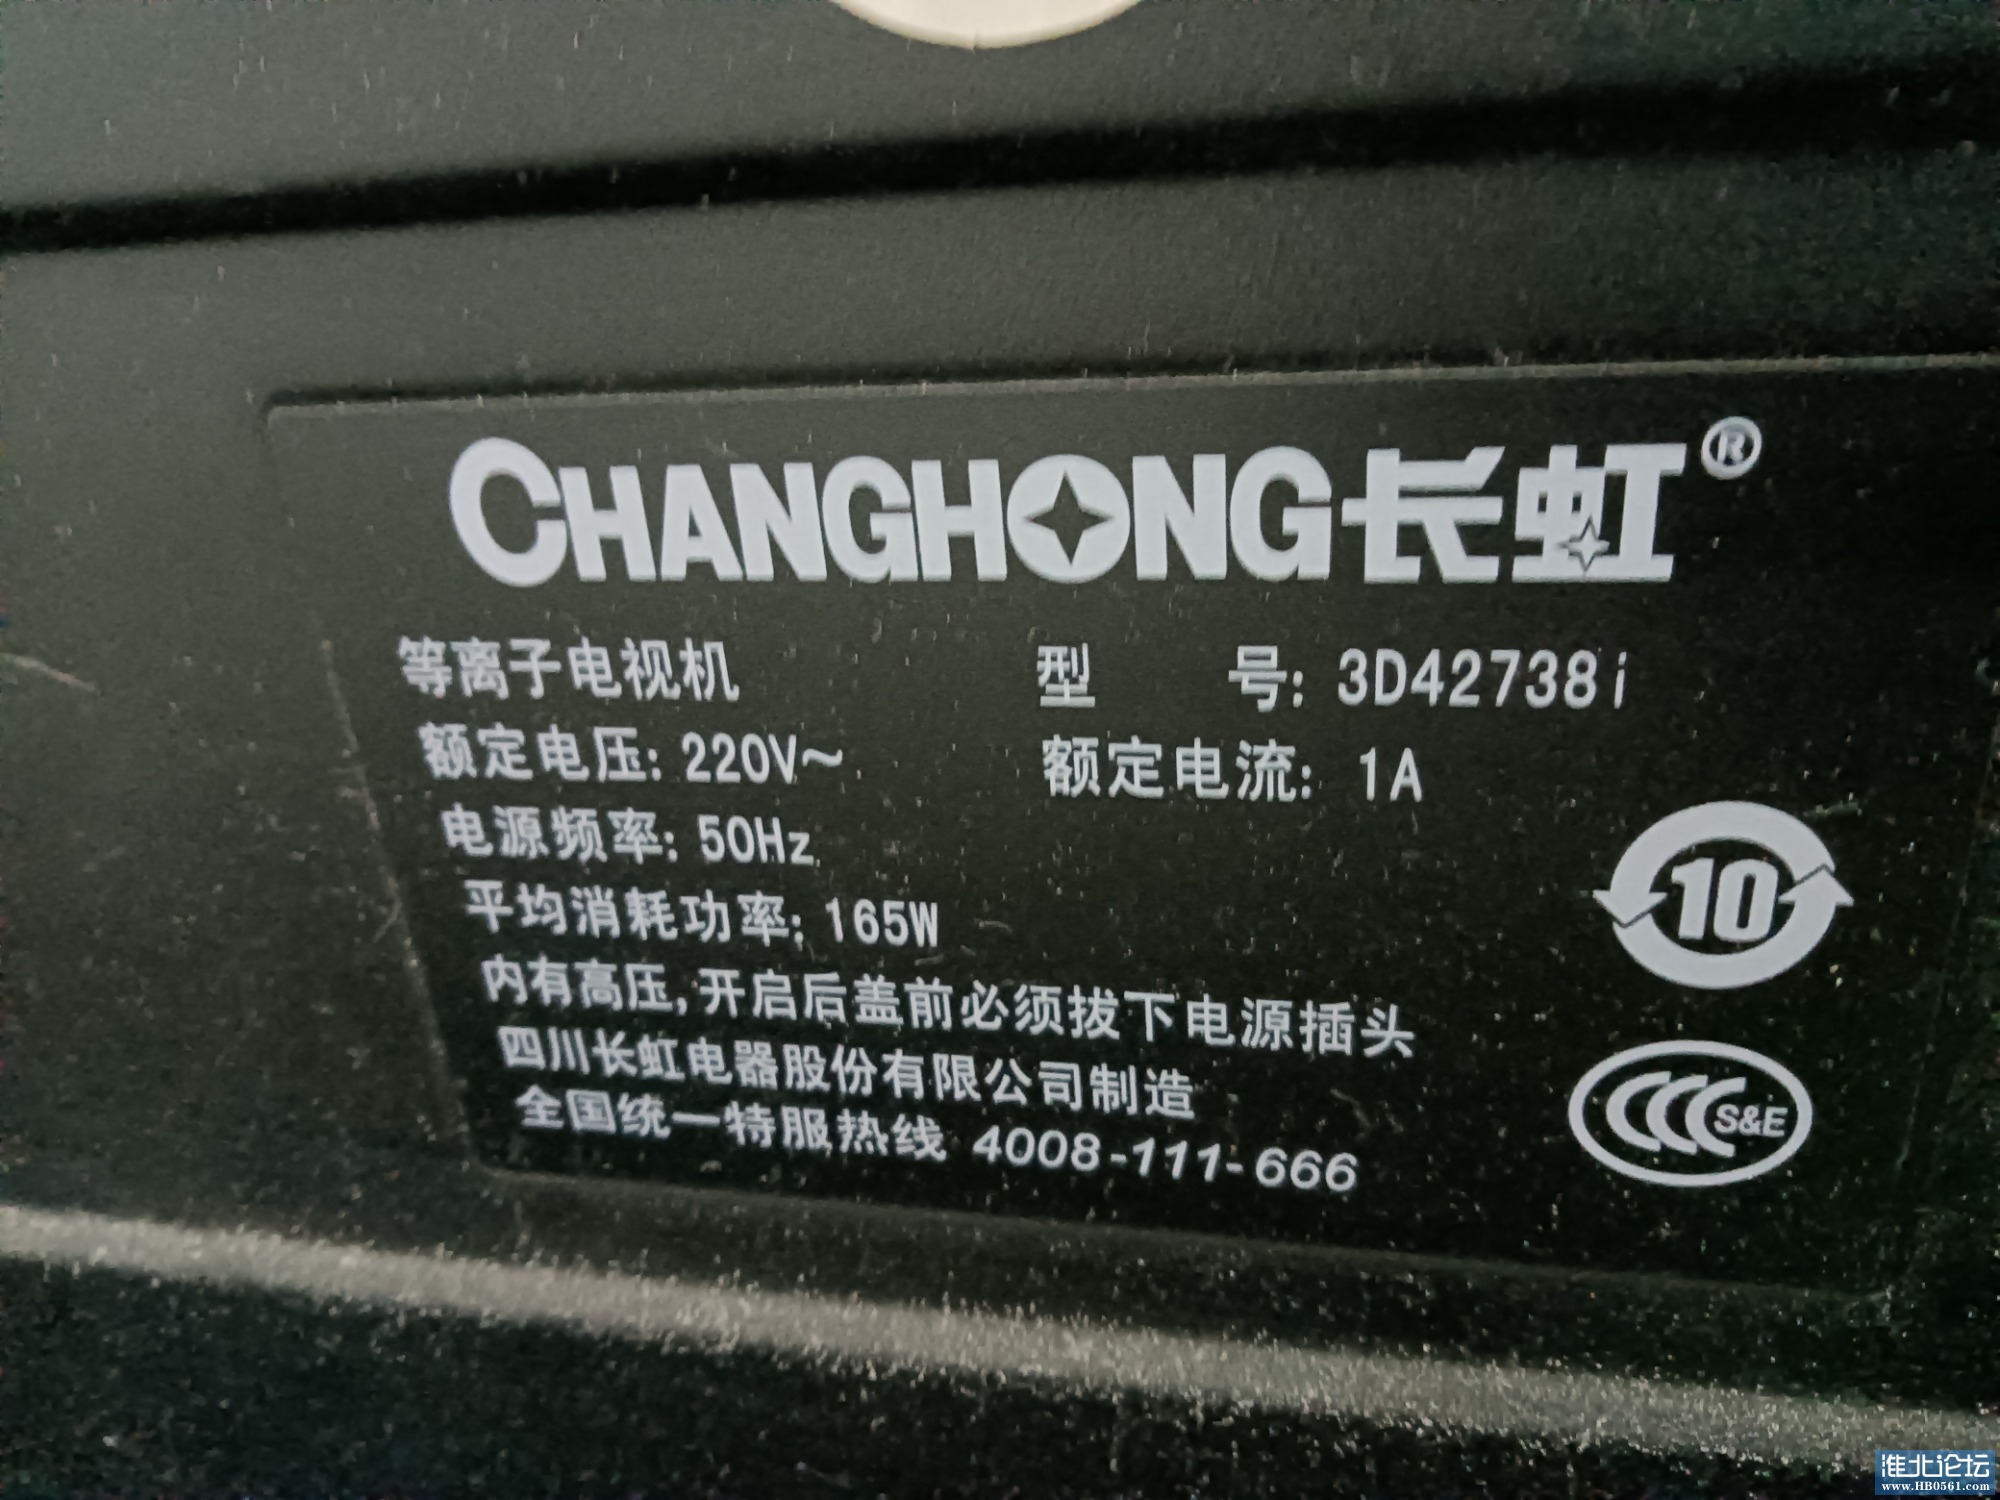 CHANGHONG长虹®
等离子电视机 型 号: 3D42738i
额定电压: 220V~ 额定电流: 1A
电源频率: 50Hz
平均消耗功率: 165W
10
内有高压,开启后盖前必须拔下电源插头
四川长虹电器股份有限公司制造
CCC S&E
全国统一特服热线 4008-111-666
淮北论坛
www.HB0561.com